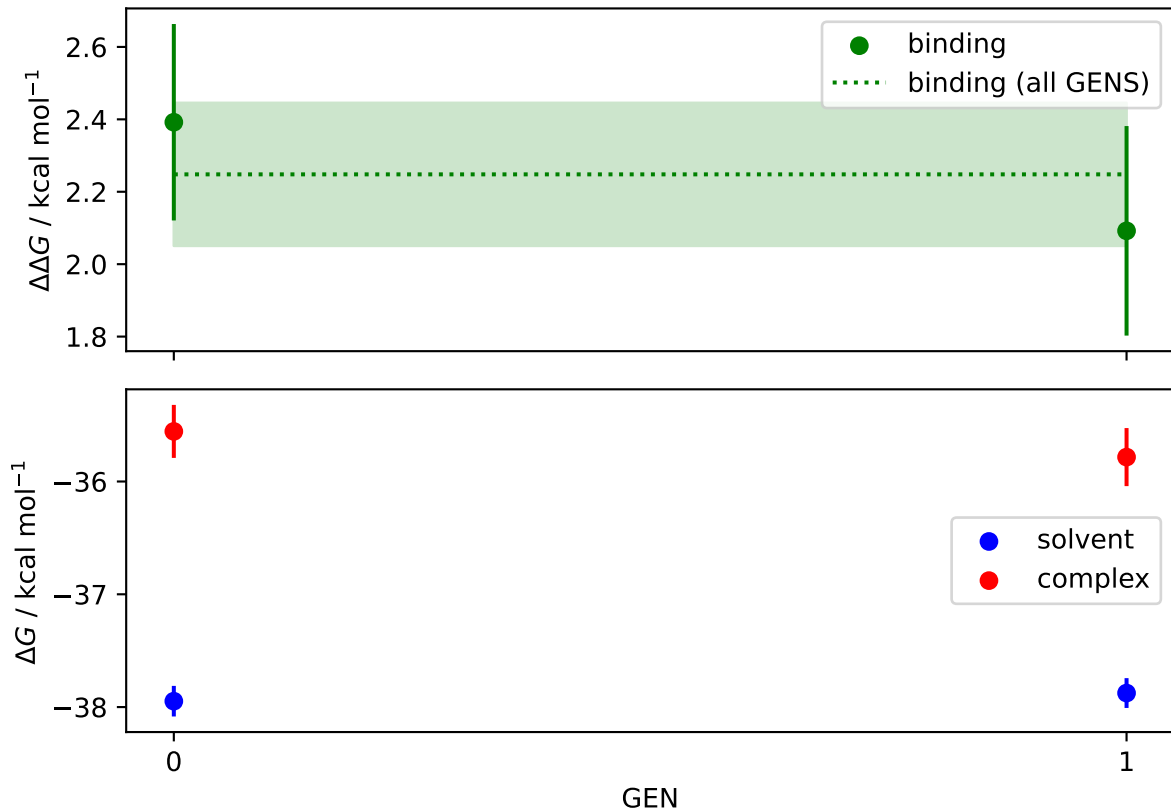 2.6
2.4
2.2
2.0
1.8
ΔΔG / kcal mol⁻¹
binding
binding (all GENS)
−36
−37
−38
ΔG / kcal mol⁻¹
solvent
complex
0
1
GEN